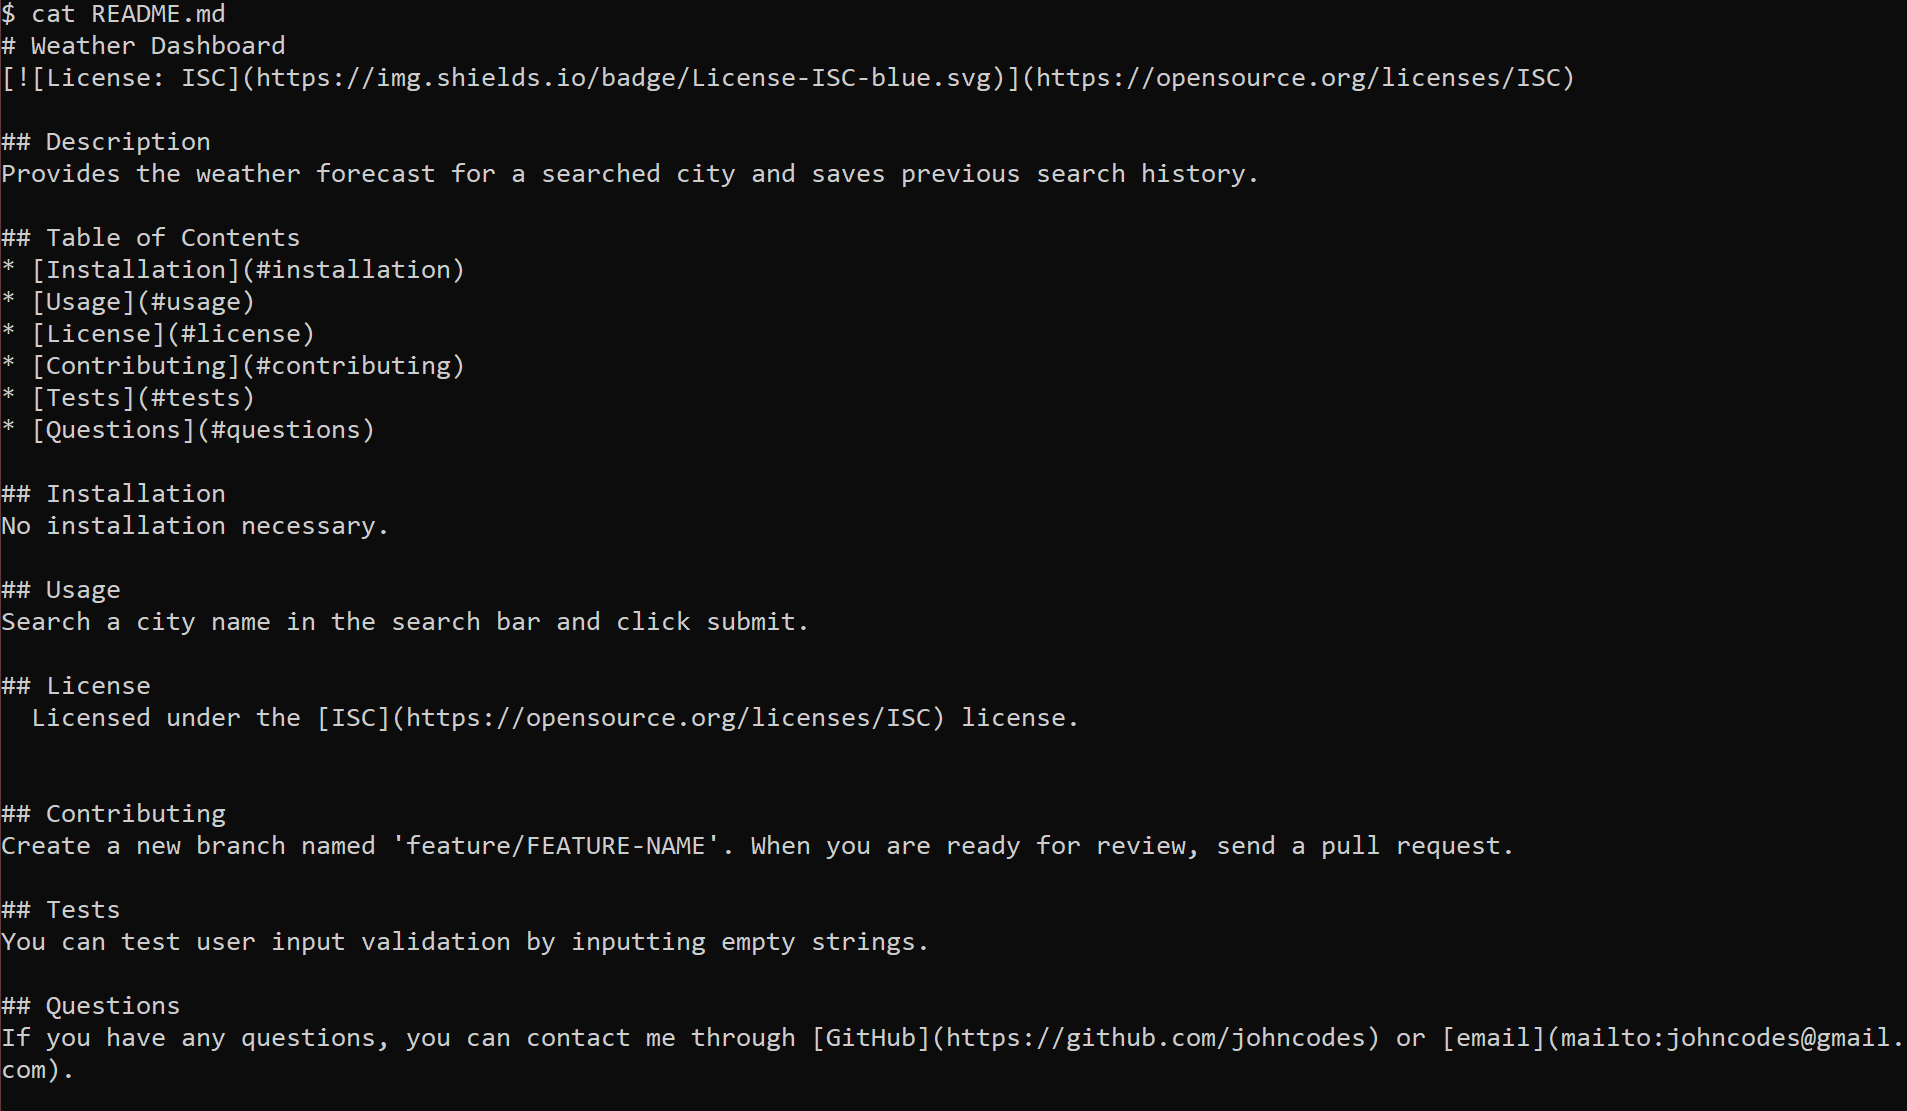 $ cat README.md
# Weather Dashboard
[![License: ISC](https://img.shields.io/badge/License-ISC-blue.svg)](https://opensource.org/licenses/ISC)

## Description
Provides the weather forecast for a searched city and saves previous search history.

## Table of Contents
* [Installation](#installation)
* [Usage](#usage)
* [License](#license)
* [Contributing](#contributing)
* [Tests](#tests)
* [Questions](#questions)

## Installation
No installation necessary.

## Usage
Search a city name in the search bar and click submit.

## License
  Licensed under the [ISC](https://opensource.org/licenses/ISC) license.


## Contributing
Create a new branch named 'feature/FEATURE-NAME'. When you are ready for review, send a pull request.

## Tests
You can test user input validation by inputting empty strings.

## Questions
If you have any questions, you can contact me through [GitHub](https://github.com/johncodes) or [email](mailto:johncodes@gmail.
com).